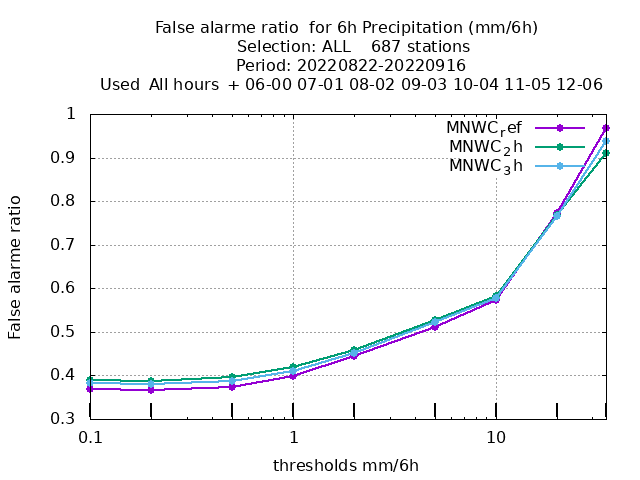 False alarme ratio  for 6h Precipitation (mm/6h)
Selection: ALL    687 stations
Period: 20220822-20220916
Used  All hours  + 06-00 07-01 08-02 09-03 10-04 11-05 12-06
MNWC_ref
MNWC_2h
MNWC_3h
False alarme ratio
1
0.9
0.8
0.7
0.6
0.5
0.4
0.3
0.1 1 10
thresholds mm/6h